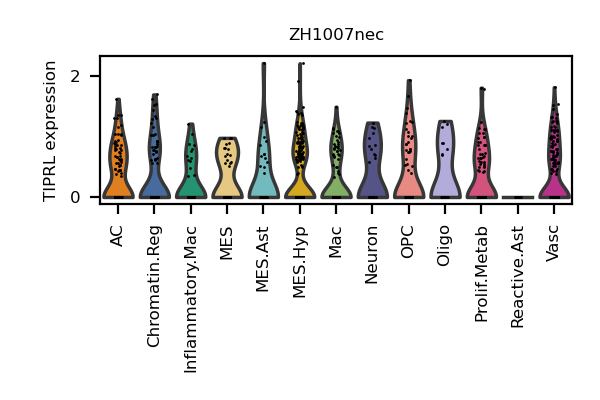 ZH1007nec
TIPRL expression
2
0
AC
Chromatin.Reg
Inflammatory.Mac
MES
MES.Ast
MES.Hyp
Mac
Neuron
OPC
Oligo
Prolif.Metab
Reactive.Ast
Vasc